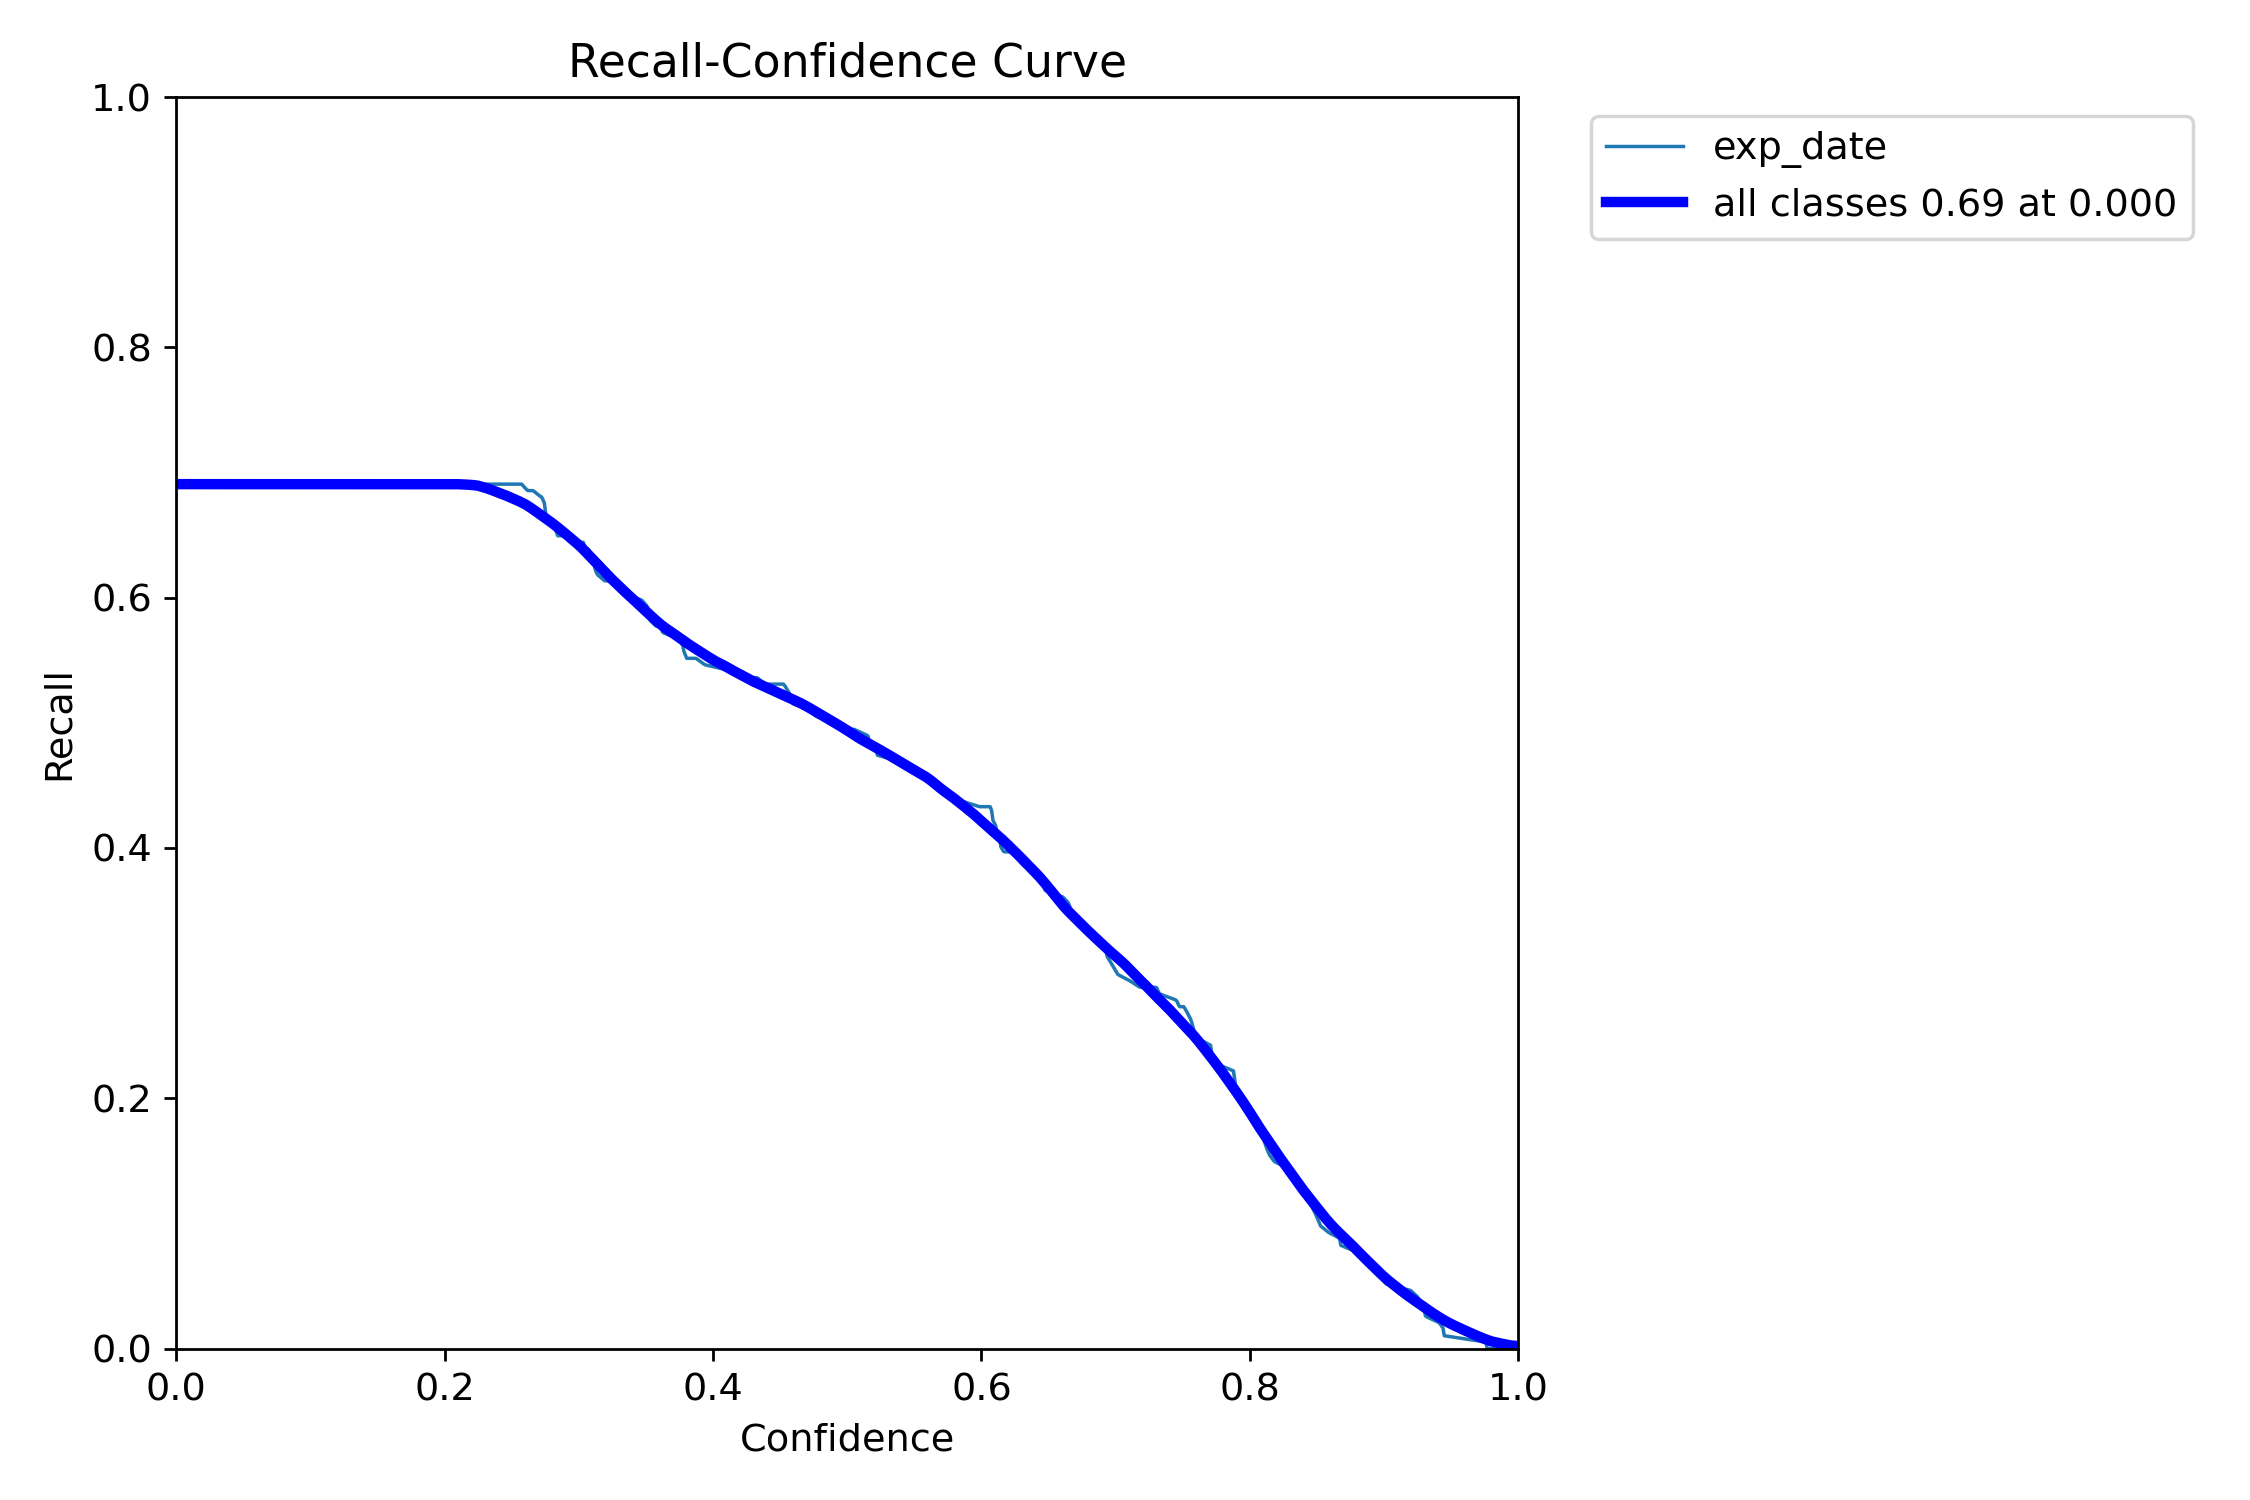 Recall-Confidence Curve
1.0
0.8
0.6
0.4
0.2
0.0
Recall
0.0 0.2 0.4 0.6 0.8 1.0
Confidence
exp_date
all classes 0.69 at 0.000